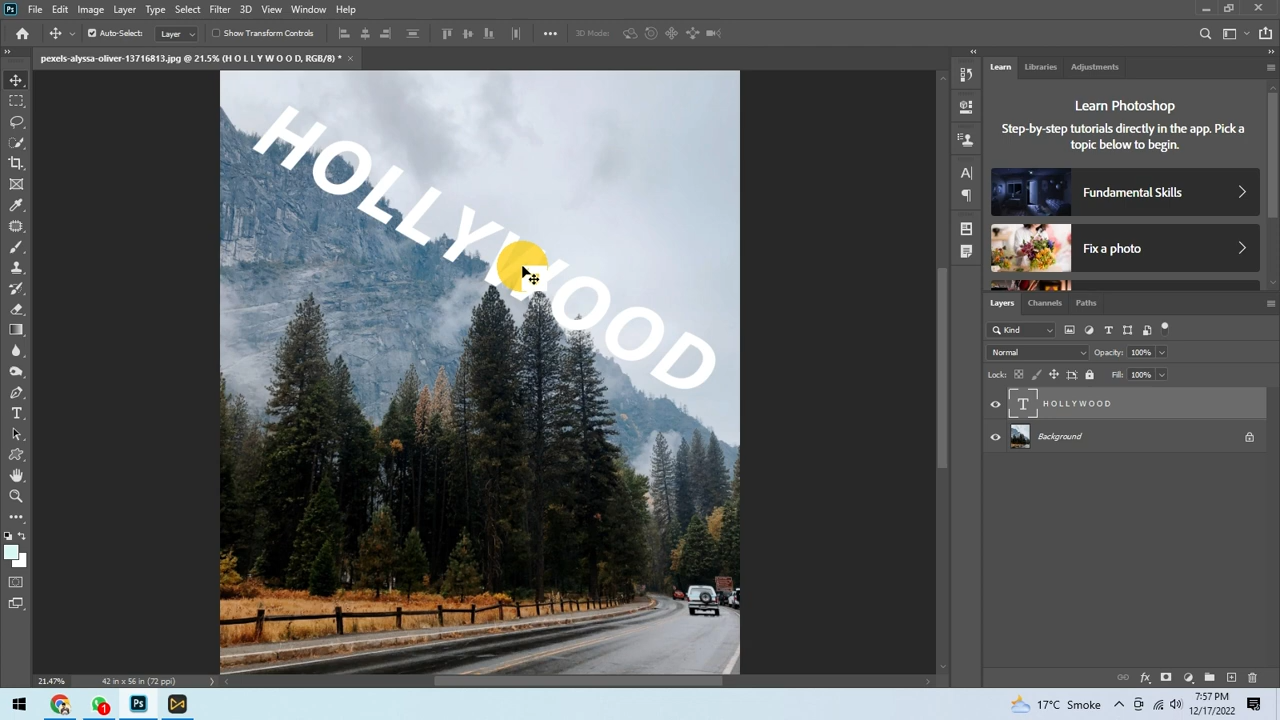 Ps File Edit Image Layer Type Select Filter 3D View Window Help
Auto-Select: Layer Show Transform Controls 3D Mode:
pexels-alyssa-oliver-13716813.jpg @ 21.5% (H O L L Y W O O D, RGB/8) *
Learn Libraries Adjustments
Learn Photoshop
Step-by-step tutorials directly in the app. Pick a
topic below to begin.
Fundamental Skills
Fix a photo
HOLLYWOOD
Layers Channels Paths
Kind
Normal Opacity: 100%
Lock: Fill: 100%
T H O L L Y W O O D
Background
21.47% 42 in x 56 in (72 ppi)
1 Ps 17°C Smoke 7:57 PM
12/17/2022